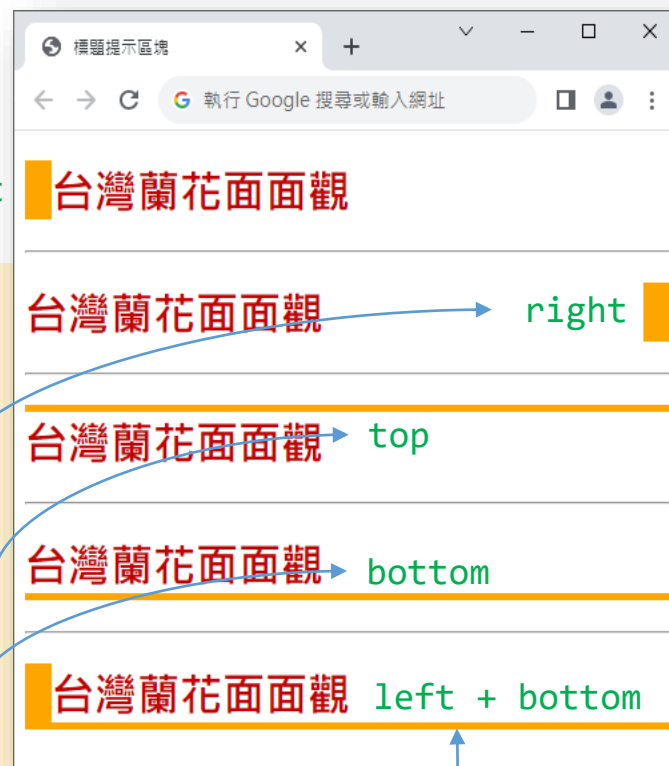 標題提示區塊
執行 Google 搜尋或輸入網址
台灣蘭花面面觀
台灣蘭花面面觀 right
台灣蘭花面面觀 top
台灣蘭花面面觀 bottom
台灣蘭花面面觀 left + bottom